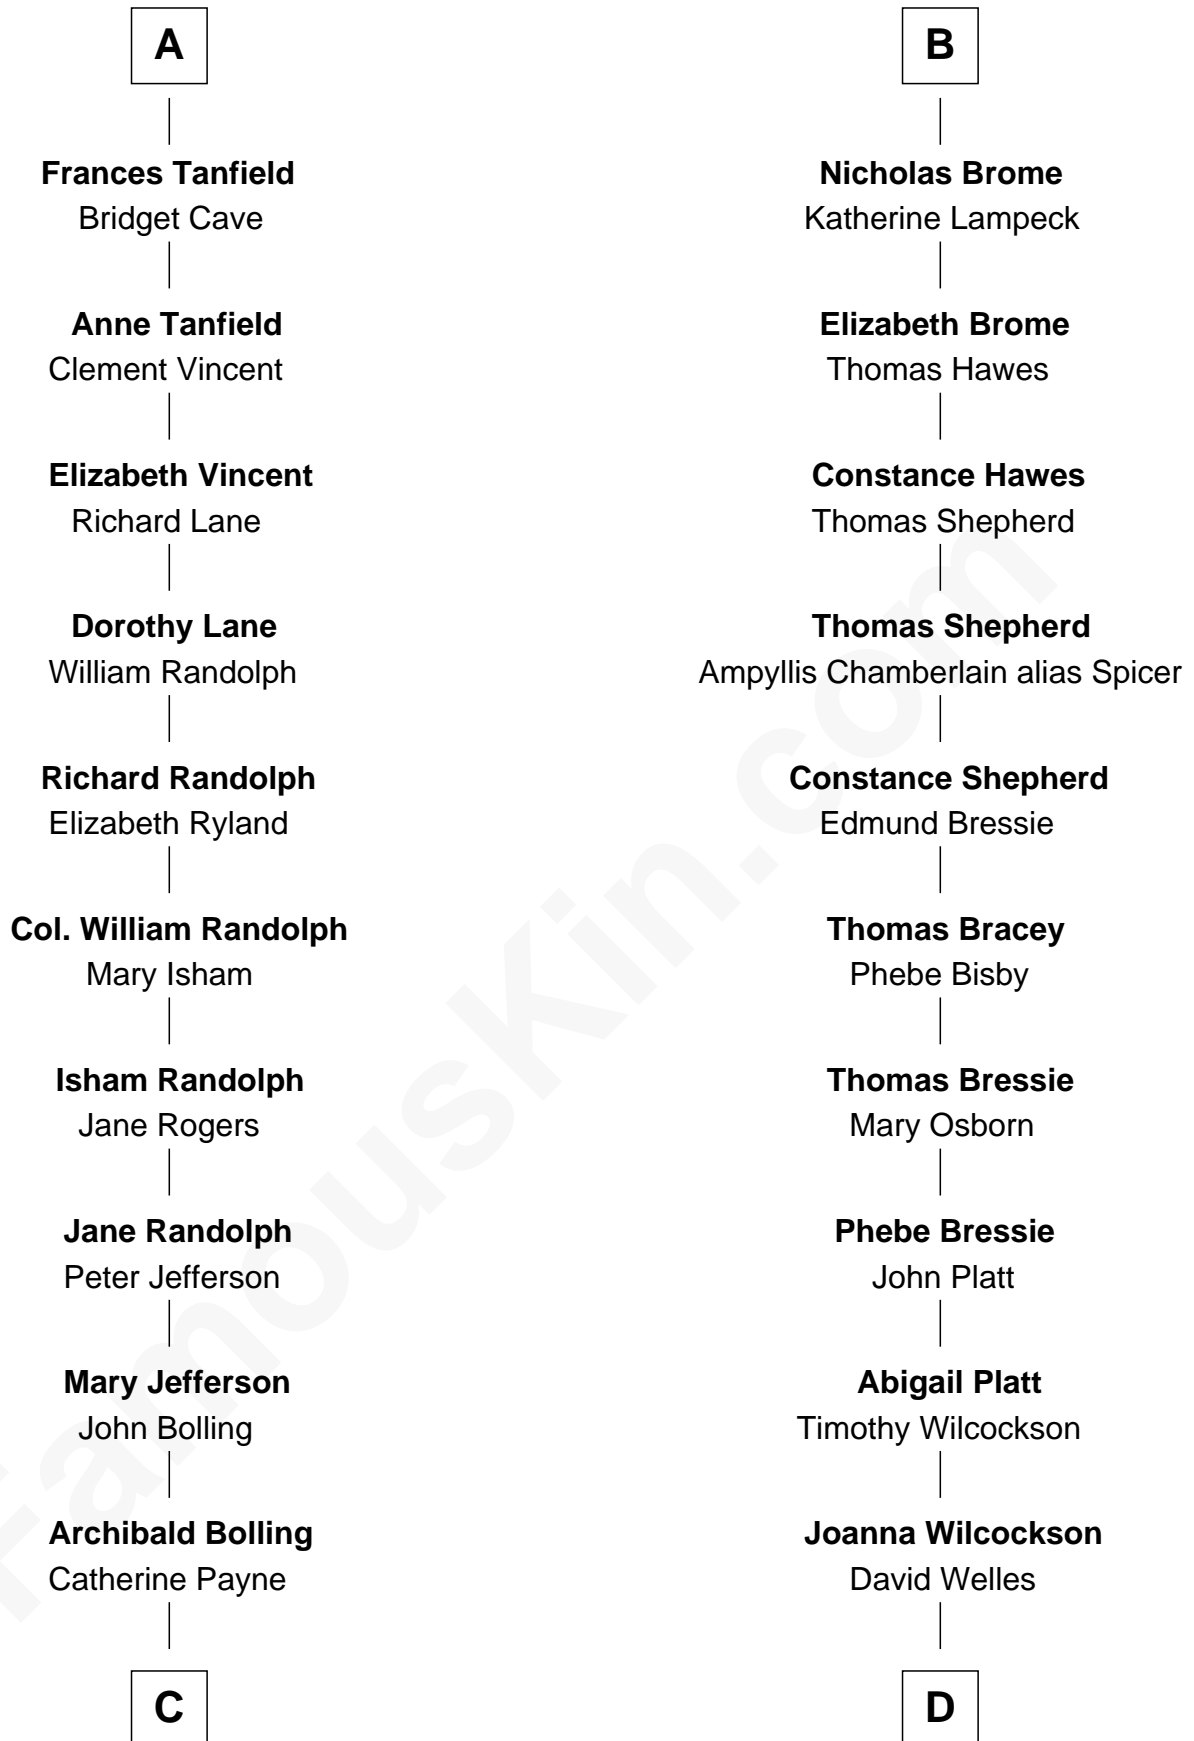 A
Frances Tanfield
Bridget Cave
Anne Tanfield
Clement Vincent
Elizabeth Vincent
Richard Lane
Dorothy Lane
William Randolph
Richard Randolph
Elizabeth Ryland
Col. William Randolph
Mary Isham
Isham Randolph
Jane Rogers
Jane Randolph
Peter Jefferson
Mary Jefferson
John Bolling
Archibald Bolling
Catherine Payne
C
B
Nicholas Brome
Katherine Lampeck
Elizabeth Brome
Thomas Hawes
Constance Hawes
Thomas Shepherd
Thomas Shepherd
Ampyllis Chamberlain alias Spicer
Constance Shepherd
Edmund Bressie
Thomas Bracey
Phebe Bisby
Thomas Bressie
Mary Osborn
Phebe Bressie
John Platt
Abigail Platt
Timothy Wilcockson
Joanna Wilcockson
David Welles
D
FamousKin.com